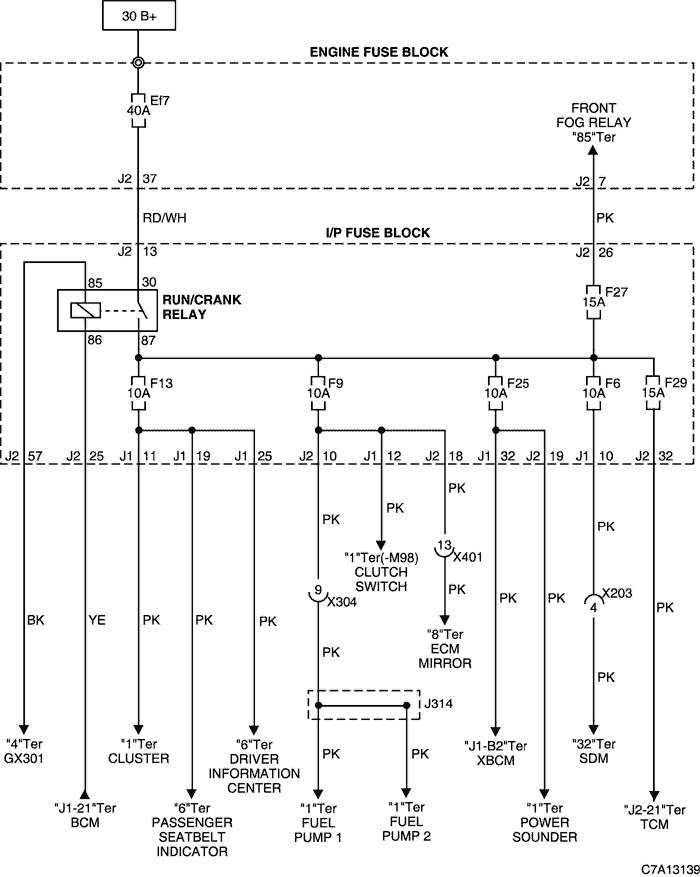 30 B+
ENGINE FUSE BLOCK
Ef7
40A
FRONT
FOG RELAY
"85"Ter
J2 37
J2 7
RD/WH
PK
I/P FUSE BLOCK
J2 13
J2 26
85
30
RUN/CRANK
RELAY
86
87
F27
15A
F13
10A
F9
10A
F25
10A
F6
10A
F29
15A
J2 57
J2 25
J1 11
J1 19
J1 25
J2 10
J1 12
J2 18
J1 32
J2 19
J1 10
J2 32
PK
PK
PK
PK
"1"Ter(-M98)
CLUTCH
SWITCH
13
X401
9
X304
PK
X203
4
BK
YE
PK
PK
PK
PK
PK
PK
PK
"8"Ter
ECM
MIRROR
PK
PK
J314
"4"Ter
GX301
"1"Ter
CLUSTER
"6"Ter
DRIVER
INFORMATION
CENTER
PK
PK
"J1-B2"Ter
XBCM
"32"Ter
SDM
"J1-21"Ter
BCM
"6"Ter
PASSENGER
SEATBELT
INDICATOR
"1"Ter
FUEL
PUMP 1
"1"Ter
FUEL
PUMP 2
"1"Ter
POWER
SOUNDER
"J2-21"Ter
TCM
C7A13139